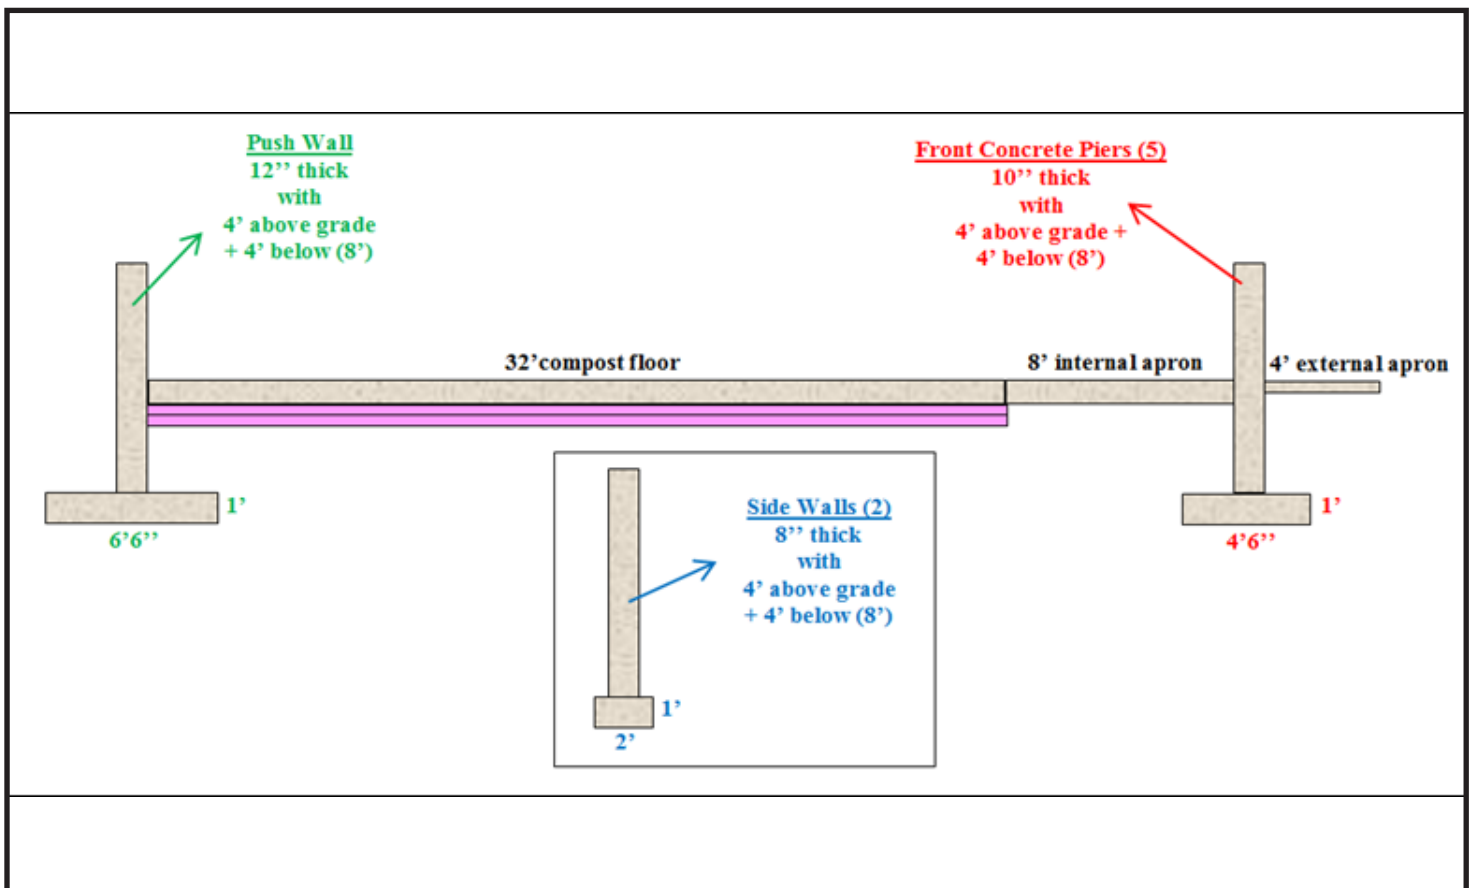 Push Wall
12’’ thick
with
4’ above grade
+ 4’ below (8’)
Front Concrete Piers (5)
10’’ thick
with
4’ above grade +
4’ below (8’)
32’compost floor
8’ internal apron
4’ external apron
1’
6’6’’
Side Walls (2)
8’’ thick
with
4’ above grade
+ 4’ below (8’)
1’
2’
1’
4’6’’